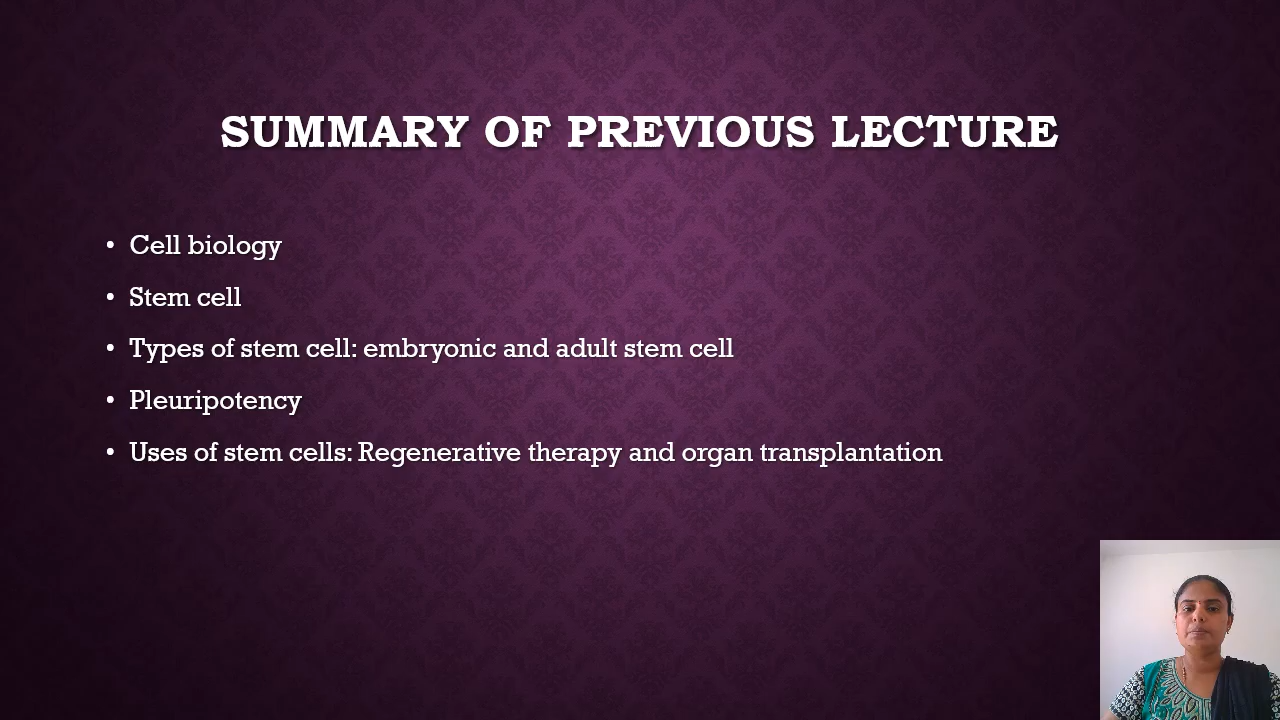 SUMMARY OF PREVIOUS LECTURE
• Cell biology
• Stem cell
• Types of stem cell: embryonic and adult stem cell
• Pleuripotency
• Uses of stem cells: Regenerative therapy and organ transplantation